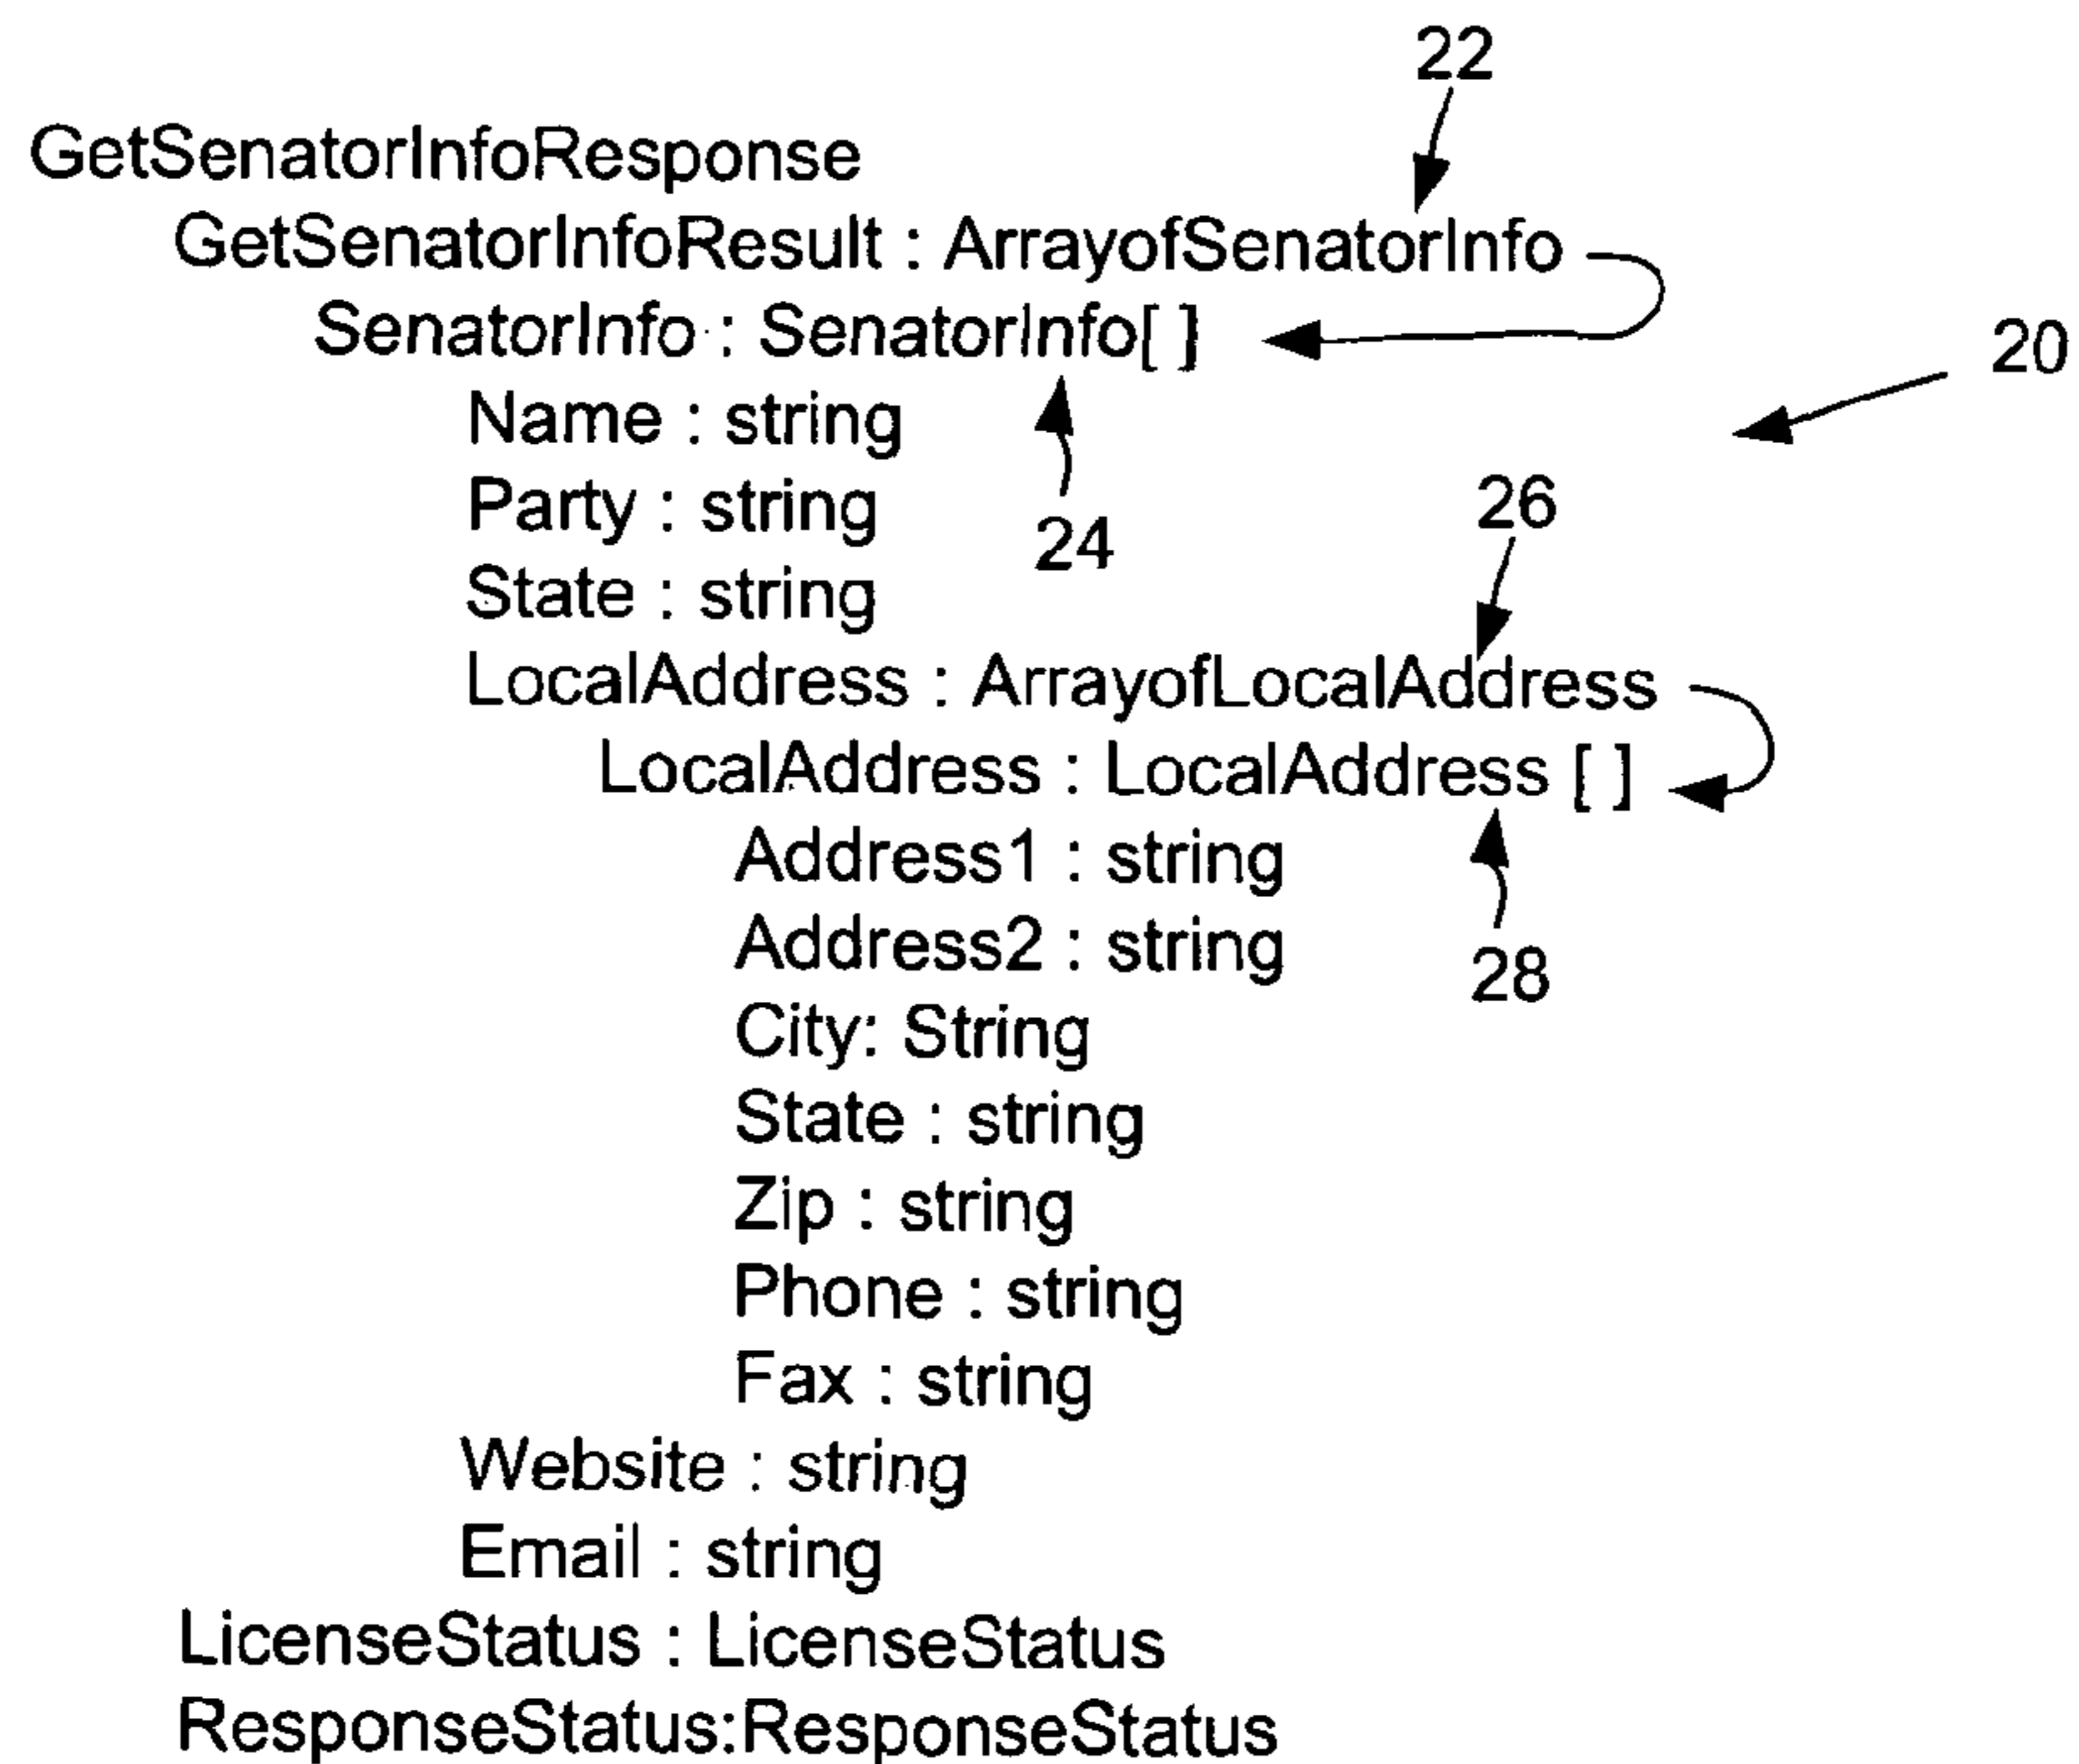 22
GetSenatorInfoResponse
GetSenatorInfoResult : ArrayofSenatorInfo
SenatorInfo : SenatorInfo[ ]
20
Name : string
Party : string
26
24
State : string
LocalAddress : ArrayofLocalAddress
LocalAddress : LocalAddress [ ]
Address1 : string
Address2 : string
28
City: String
State : string
Zip : string
Phone : string
Fax : string
Website : string
Email : string
LicenseStatus : LicenseStatus
ResponseStatus:ResponseStatus